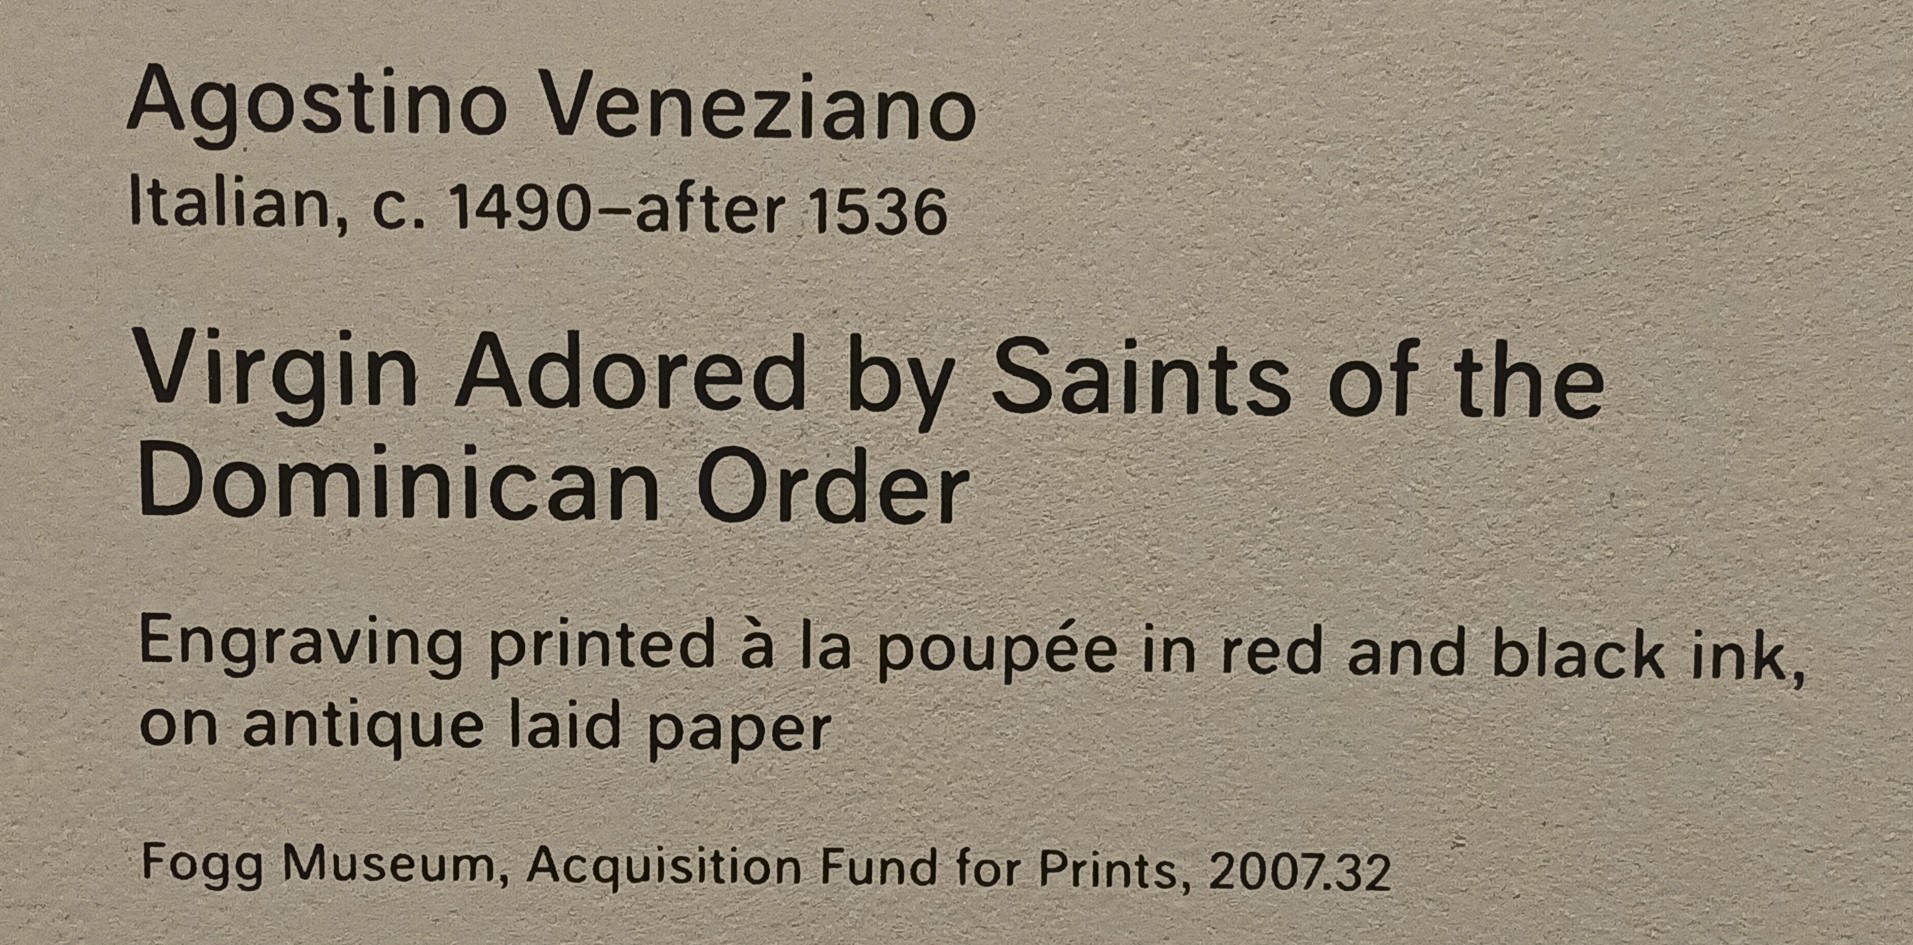 Agostino Veneziano
Italian, c. 1490–after 1536
Virgin Adored by Saints of the
Dominican Order
Engraving printed à la poupée in red and black ink,
on antique laid paper
Fogg Museum, Acquisition Fund for Prints, 2007.32